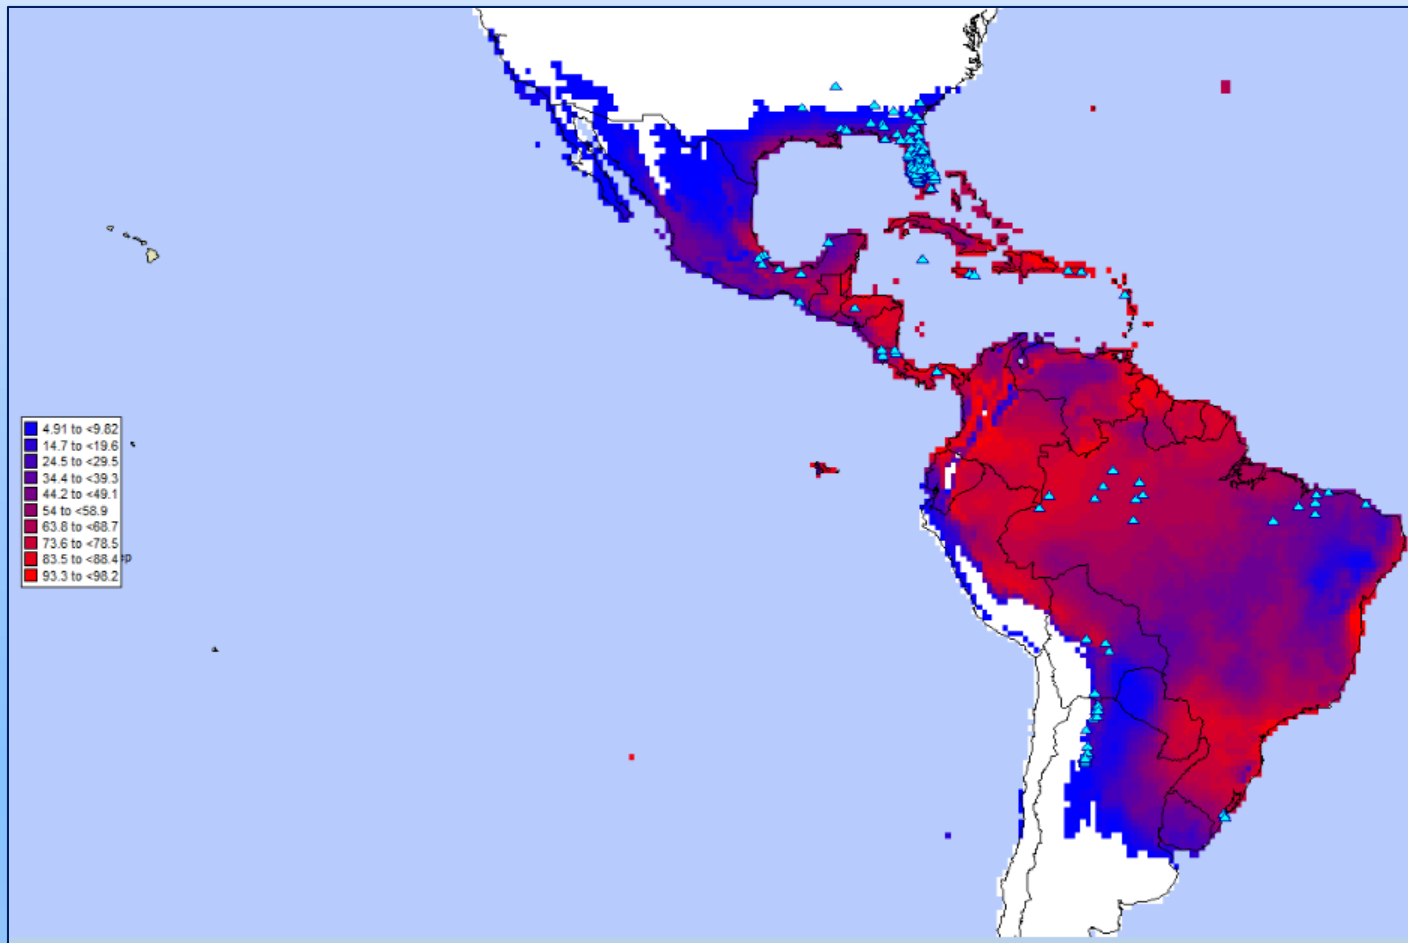 4.91 to <9.82
14.7 to <19.6
24.5 to <29.5
34.4 to <39.3
44.2 to <49.1
54 to <58.9
63.8 to <68.7
73.6 to <78.5
83.5 to <88.4
93.3 to <98.2